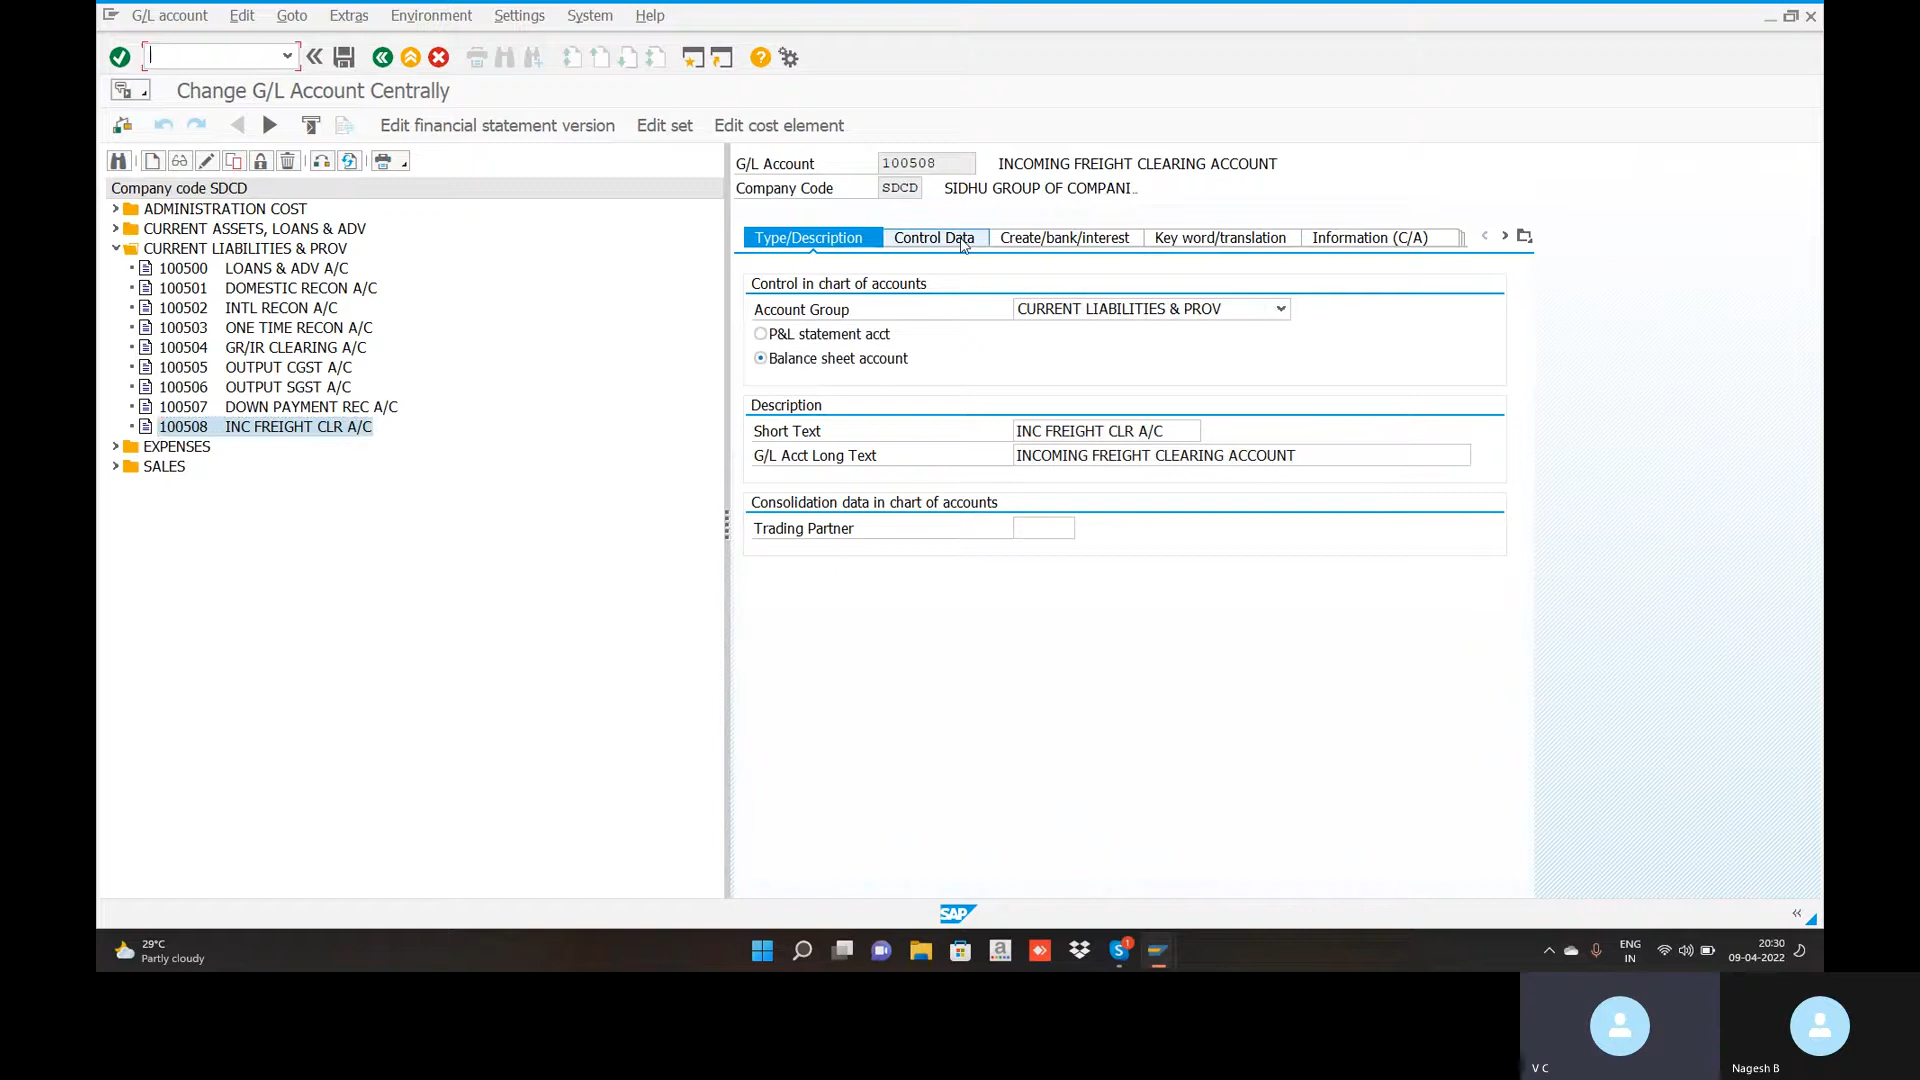 G/L account Edit Goto Extras Environment Settings System Help
Change G/L Account Centrally
Edit financial statement version Edit set Edit cost element
Company code SDCD
ADMINISTRATION COST
CURRENT ASSETS, LOANS & ADV
CURRENT LIABILITIES & PROV
100500 LOANS & ADV A/C
100501 DOMESTIC RECON A/C
100502 INTL RECON A/C
100503 ONE TIME RECON A/C
100504 GR/IR CLEARING A/C
100505 OUTPUT CGST A/C
100506 OUTPUT SGST A/C
100507 DOWN PAYMENT REC A/C
100508 INC FREIGHT CLR A/C
EXPENSES
SALES
G/L Account 100508 INCOMING FREIGHT CLEARING ACCOUNT
Company Code SDCD SIDHU GROUP OF COMPANI…
Type/Description Control Data Create/bank/interest Key word/translation Information (C/A)
Control in chart of accounts
Account Group CURRENT LIABILITIES & PROV
P&L statement acct
Balance sheet account
Description
Short Text INC FREIGHT CLR A/C
G/L Acct Long Text INCOMING FREIGHT CLEARING ACCOUNT
Consolidation data in chart of accounts
Trading Partner
SAP
29°C
Partly cloudy
a
S 1
ENG
IN
20:30
09-04-2022
V C
Nagesh B